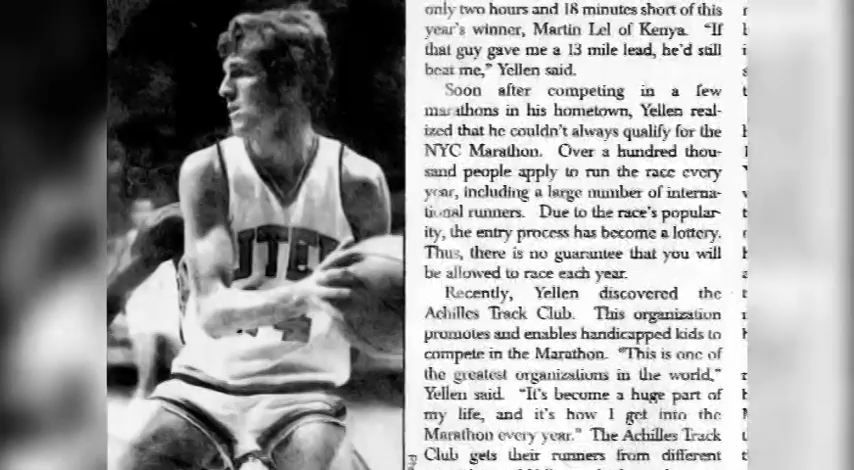 only two hours and 18 minutes short of this
year's winner, Martin Lel of Kenya. "If
that guy gave me a 13 mile lead, he'd still
beat me," Yellen said.
Soon after competing in a few
marathons in his hometown, Yellen real-
ized that he couldn't always qualify for the
NYC Marathon. Over a hundred thou-
sand people apply to run the race every
year, including a large number of interna-
tional runners. Due to the race's popular-
ity, the entry process has become a lottery.
Thus, there is no guarantee that you will
be allowed to race each year.
Recently, Yellen discovered the
Achilles Track Club. This organization
promotes and enables handicapped kids to
compete in the Marathon. "This is one of
the greatest organizations in the world,"
Yellen said. "It's become a huge part of
my life, and it's how I get into the
Marathon every year." The Achilles Track
Club gets their runners from different